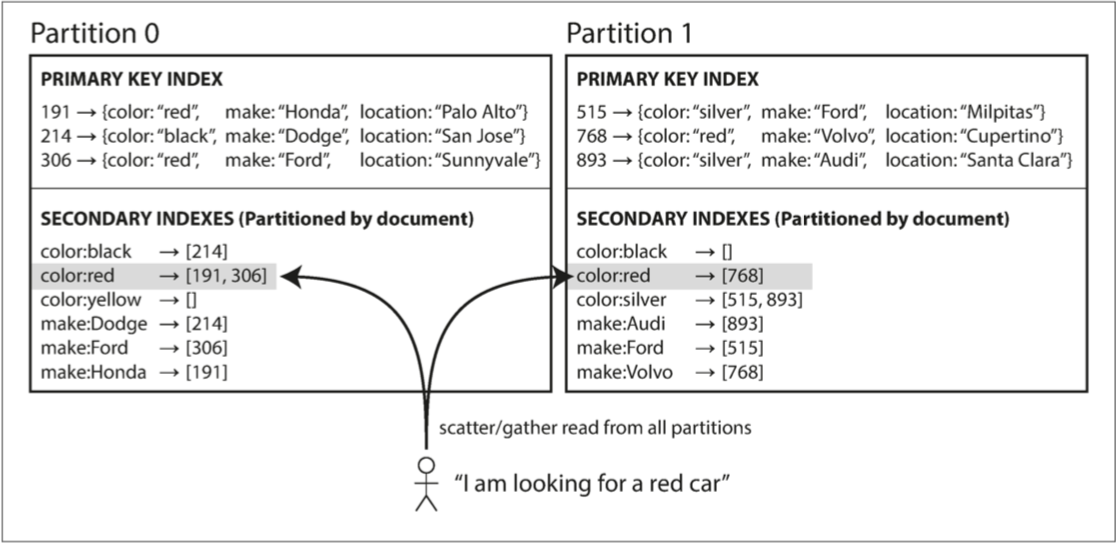 Partition 0
PRIMARY KEY INDEX
191 → {color: “red”, make: “Honda”, location: “Palo Alto”}
214 → {color: “black”, make: “Dodge”, location: “San Jose”}
306 → {color: “red”, make: “Ford”, location: “Sunnyvale”}
SECONDARY INDEXES (Partitioned by document)
color:black → [214]
color:red → [191, 306]
color:yellow → []
make:Dodge → [214]
make:Ford → [306]
make:Honda → [191]
Partition 1
PRIMARY KEY INDEX
515 → {color: “silver”, make: “Ford”, location: “Milpitas”}
768 → {color: “red”, make: “Volvo”, location: “Cupertino”}
893 → {color: “silver”, make: “Audi”, location: “Santa Clara”}
SECONDARY INDEXES (Partitioned by document)
color:black → []
color:red → [768]
color:silver → [515, 893]
make:Audi → [893]
make:Ford → [515]
make:Volvo → [768]
scatter/gather read from all partitions
“I am looking for a red car”